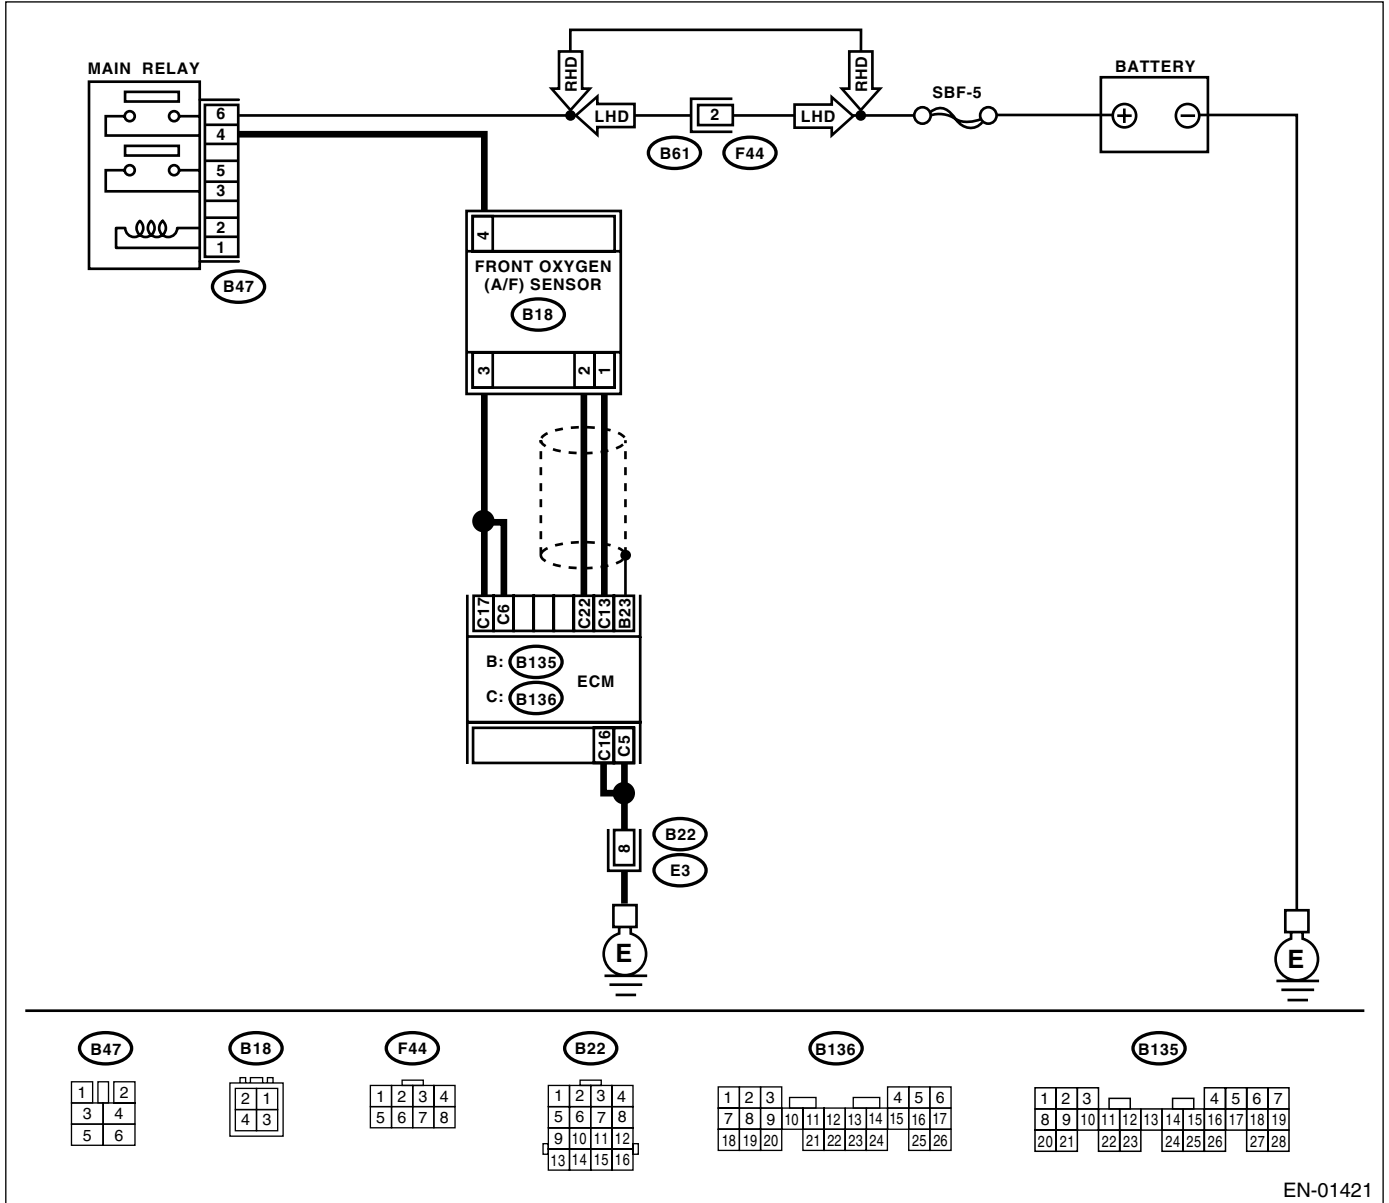 MAIN RELAY
6
4
5
3
2
1
B47
RHD
RHD
LHD
2
LHD
B61
F44
SBF-5
BATTERY
+
−
4
FRONT OXYGEN
(A/F) SENSOR
B18
3
2
1
C17
C6
C22
C13
B23
B: B135
C: B136
ECM
C16
C5
8
B22
E3
E
E
B47
B18
F44
B22
B136
B135
1 2
3 4
5 6
2 1
4 3
1 2 3 4
5 6 7 8
1 2 3 4
5 6 7 8
9 10 11 12
13 14 15 16
1 2 3 4 5 6
7 8 9 10 11 12 13 14 15 16 17
18 19 20 21 22 23 24 25 26
1 2 3 4 5 6 7
8 9 10 11 12 13 14 15 16 17 18 19
20 21 22 23 24 25 26 27 28
EN-01421